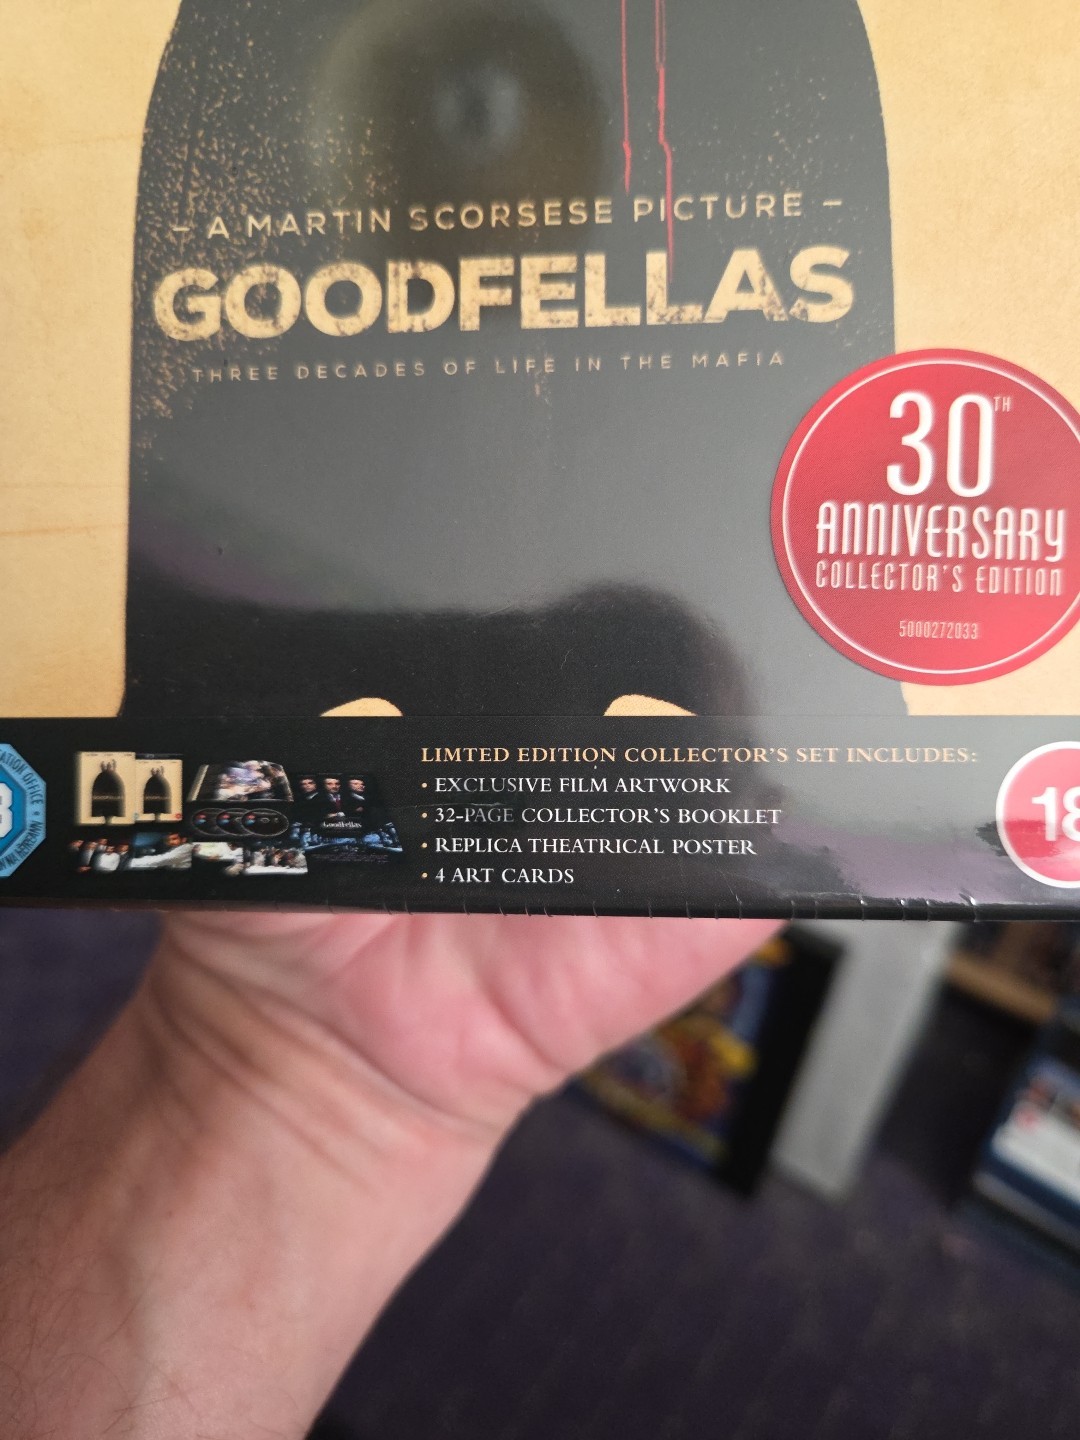 – A MARTIN SCORSESE PICTURE –
GOODFELLAS
THREE DECADES OF LIFE IN THE MAFIA
30TH
ANNIVERSARY
COLLECTOR'S EDITION
5000272033
LIMTED EDITION COLLECTOR'S SET INCLUDES:
• EXCLUSIVE FILM ARTWORK
• 32-PAGE COLLECTOR'S BOOKLET
• REPLICA THEATRICAL POSTER
• 4 ART CARDS
18
GoodFellas